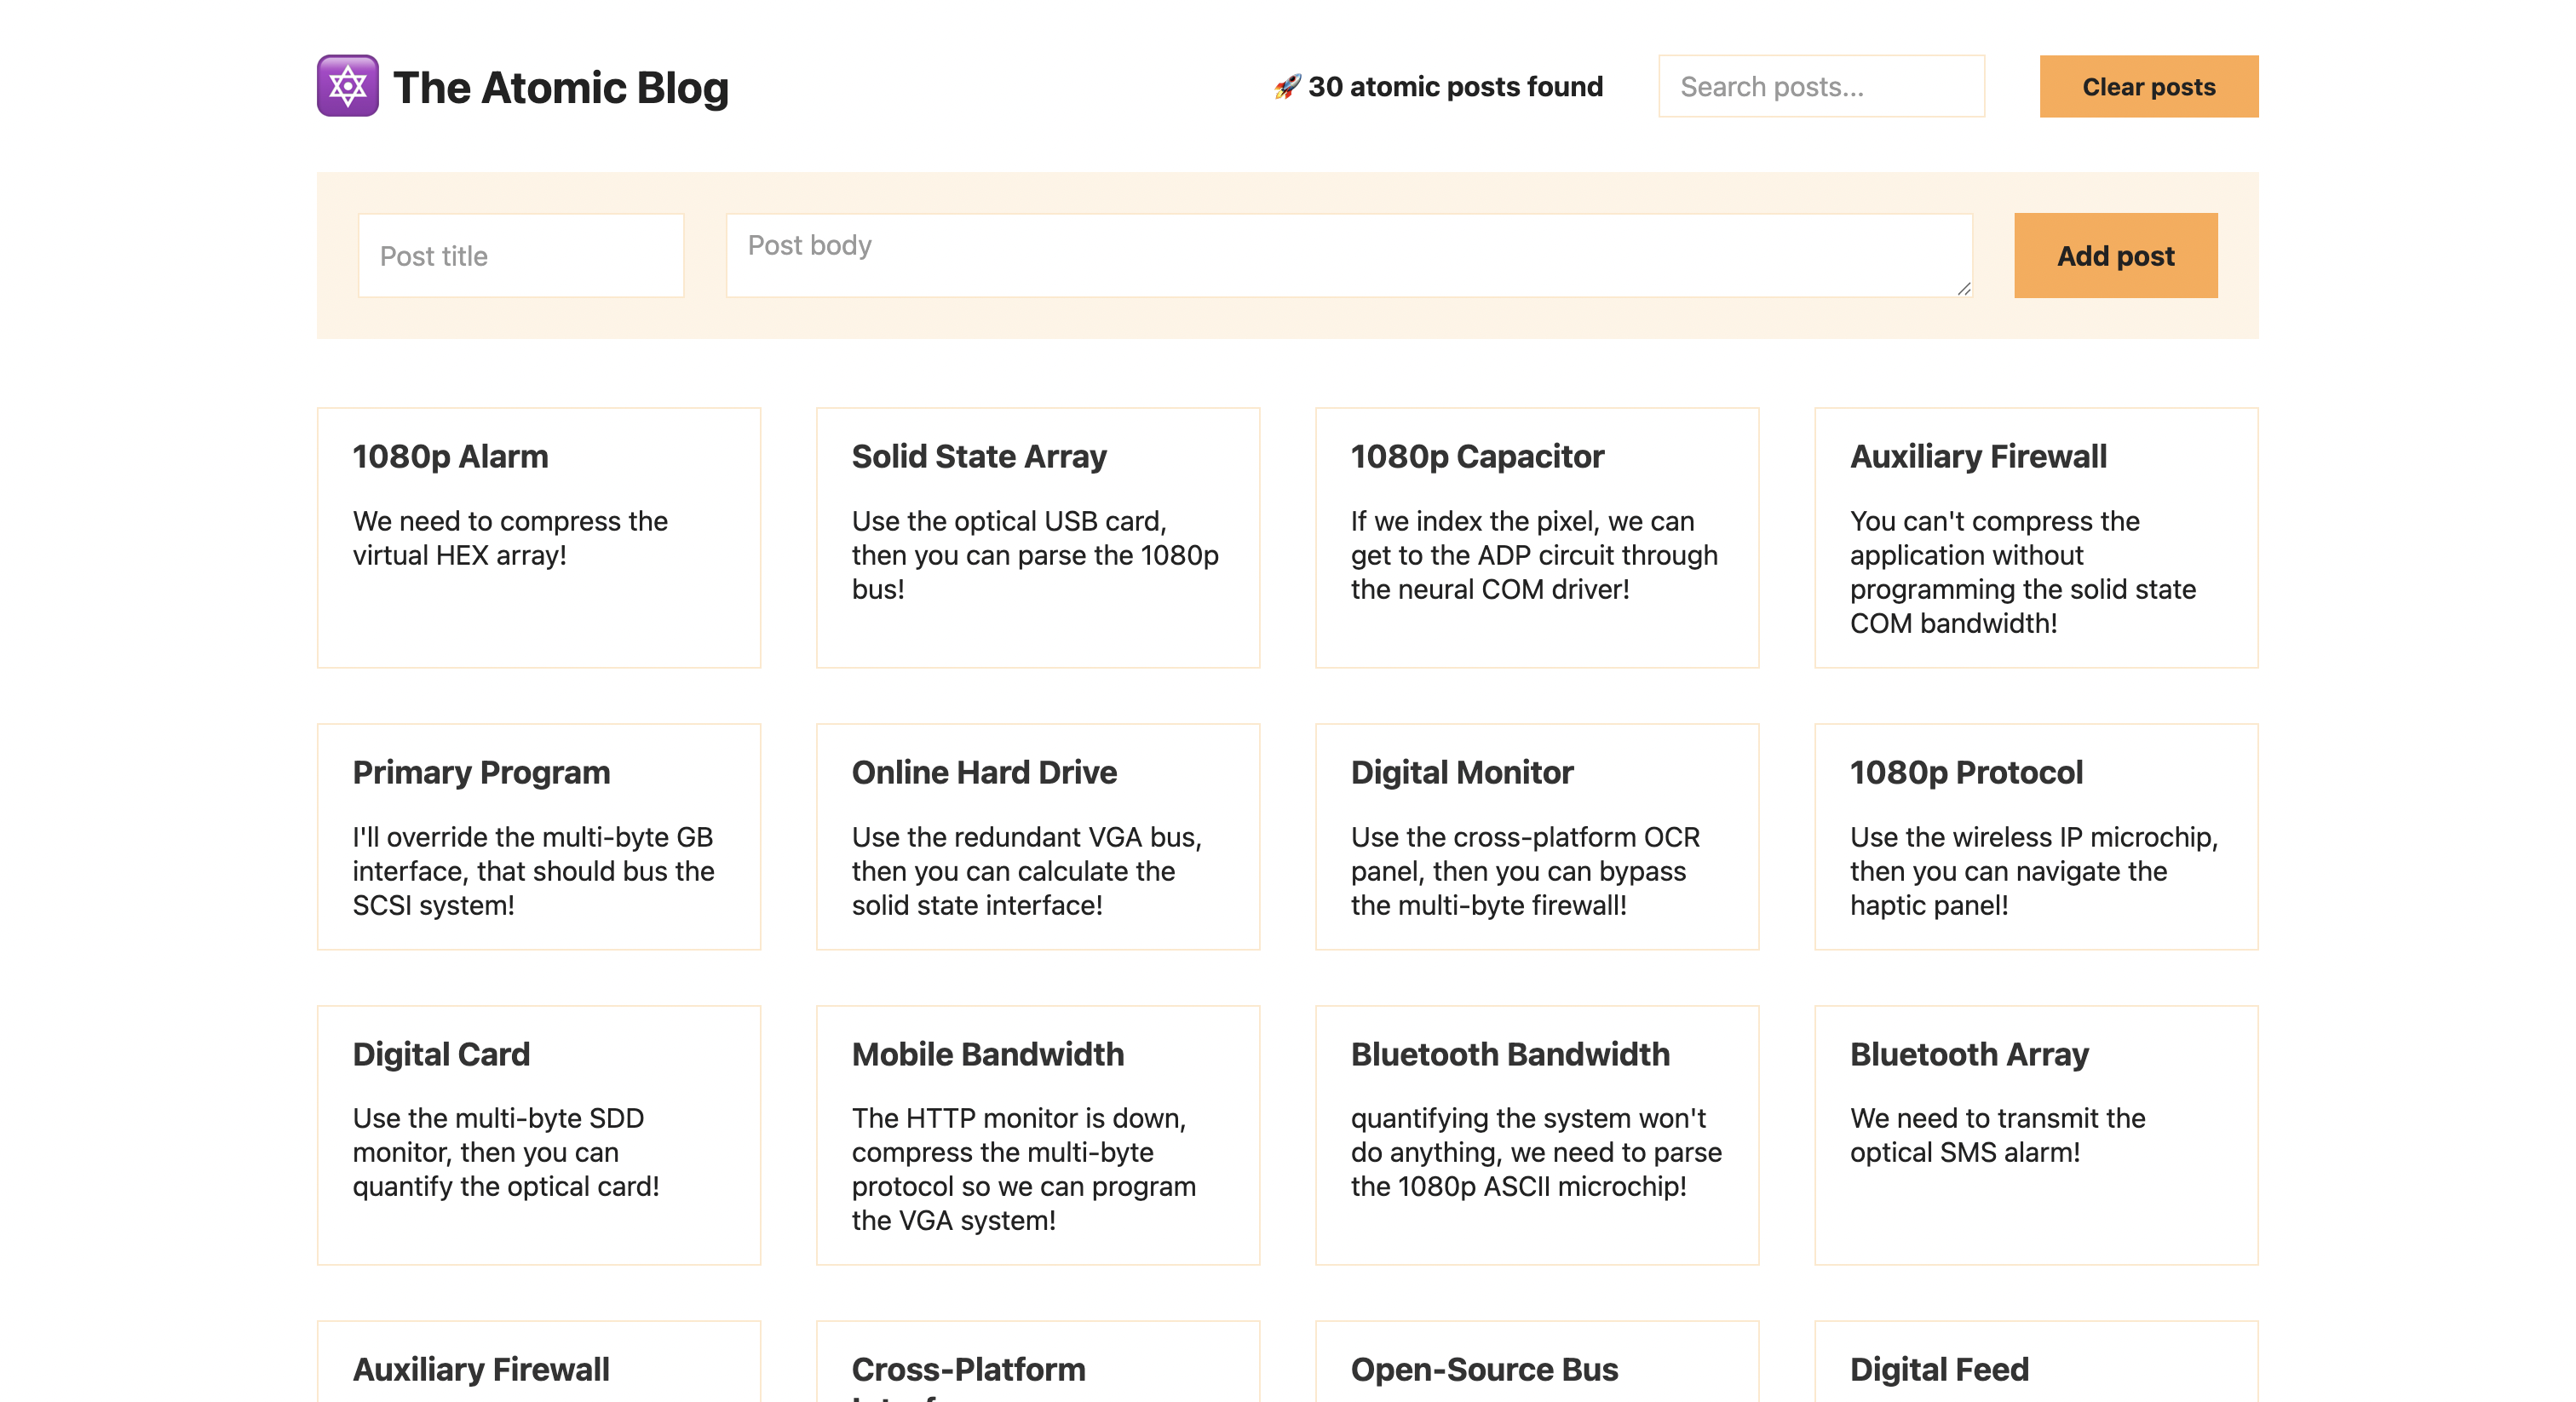 The Atomic Blog
30 atomic posts found
Search posts...
Clear posts
Post title
Post body
Add post
1080p Alarm
We need to compress the
virtual HEX array!
Solid State Array
Use the optical USB card,
then you can parse the 1080p
bus!
1080p Capacitor
If we index the pixel, we can
get to the ADP circuit through
the neural COM driver!
Auxiliary Firewall
You can't compress the
application without
programming the solid state
COM bandwidth!
Primary Program
I'll override the multi-byte GB
interface, that should bus the
SCSI system!
Online Hard Drive
Use the redundant VGA bus,
then you can calculate the
solid state interface!
Digital Monitor
Use the cross-platform OCR
panel, then you can bypass
the multi-byte firewall!
1080p Protocol
Use the wireless IP microchip,
then you can navigate the
haptic panel!
Digital Card
Use the multi-byte SDD
monitor, then you can
quantify the optical card!
Mobile Bandwidth
The HTTP monitor is down,
compress the multi-byte
protocol so we can program
the VGA system!
Bluetooth Bandwidth
quantifying the system won't
do anything, we need to parse
the 1080p ASCII microchip!
Bluetooth Array
We need to transmit the
optical SMS alarm!
Auxiliary Firewall
Cross-Platform
Open-Source Bus
Digital Feed